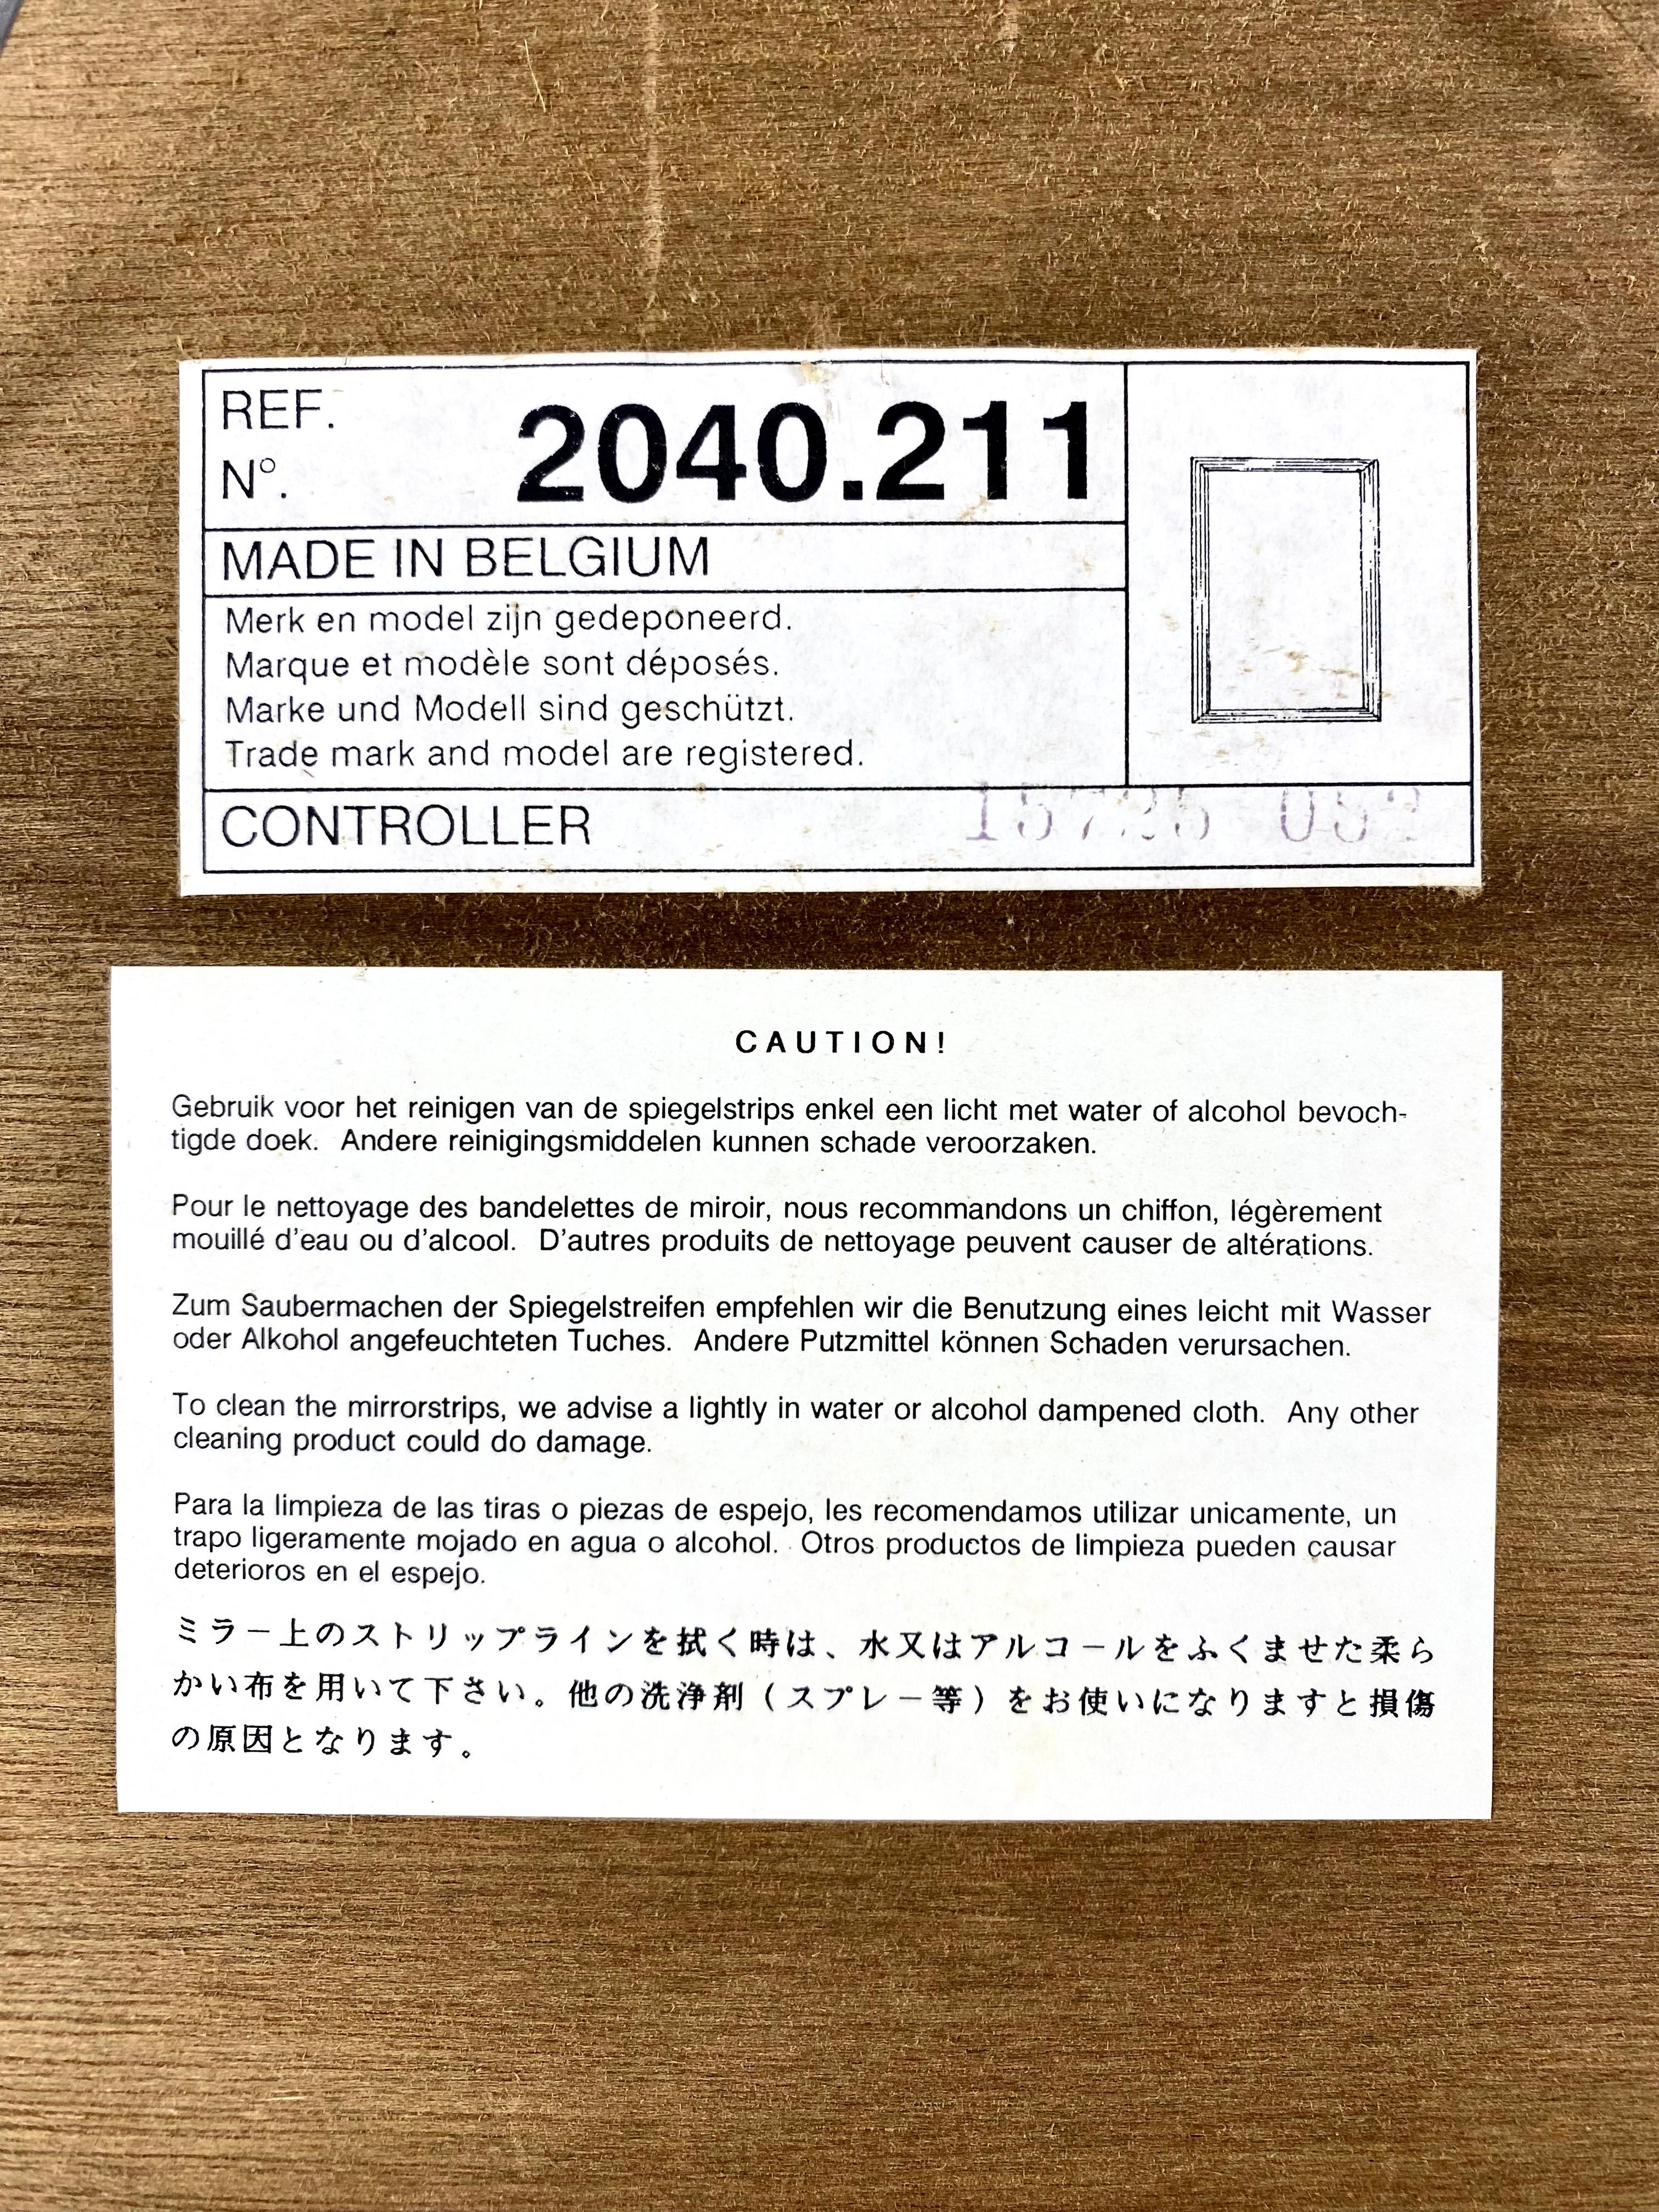 REF.
Nº.
2040.211
MADE IN BELGIUM
Merk en model zijn gedeponeerd.
Marque et modèle sont déposés.
Marke und Modell sind geschützt.
Trade mark and model are registered.
CONTROLLER
CAUTION!
Gebruik voor het reinigen van de spiegelstrips enkel een licht met water of alcohol bevoch-
tigde doek. Andere reinigingsmiddelen kunnen schade veroorzaken.
Pour le nettoyage des bandelettes de miroir, nous recommandons un chiffon, légèrement
mouillé d'eau ou d'alcool. D'autres produits de nettoyage peuvent causer de altérations.
Zum Saubermachen der Spiegelstreifen empfehlen wir die Benutzung eines leicht mit Wasser
oder Alkohol angefeuchteten Tuches. Andere Putzmittel können Schaden verursachen.
To clean the mirrorstrips, we advise a lightly in water or alcohol dampened cloth. Any other
cleaning product could do damage.
Para la limpieza de las tiras o piezas de espejo, les recomendamos utilizar unicamente, un
trapo ligeramente mojado en agua o alcohol. Otros productos de limpieza pueden causar
deterioros en el espejo.
ミラー上のストリップラインを拭く時は、水又はアルコールをふくませた柔ら
かい布を用いて下さい。他の洗浄剤（スプレー等）をお使いになりますと損傷
の原因となります。